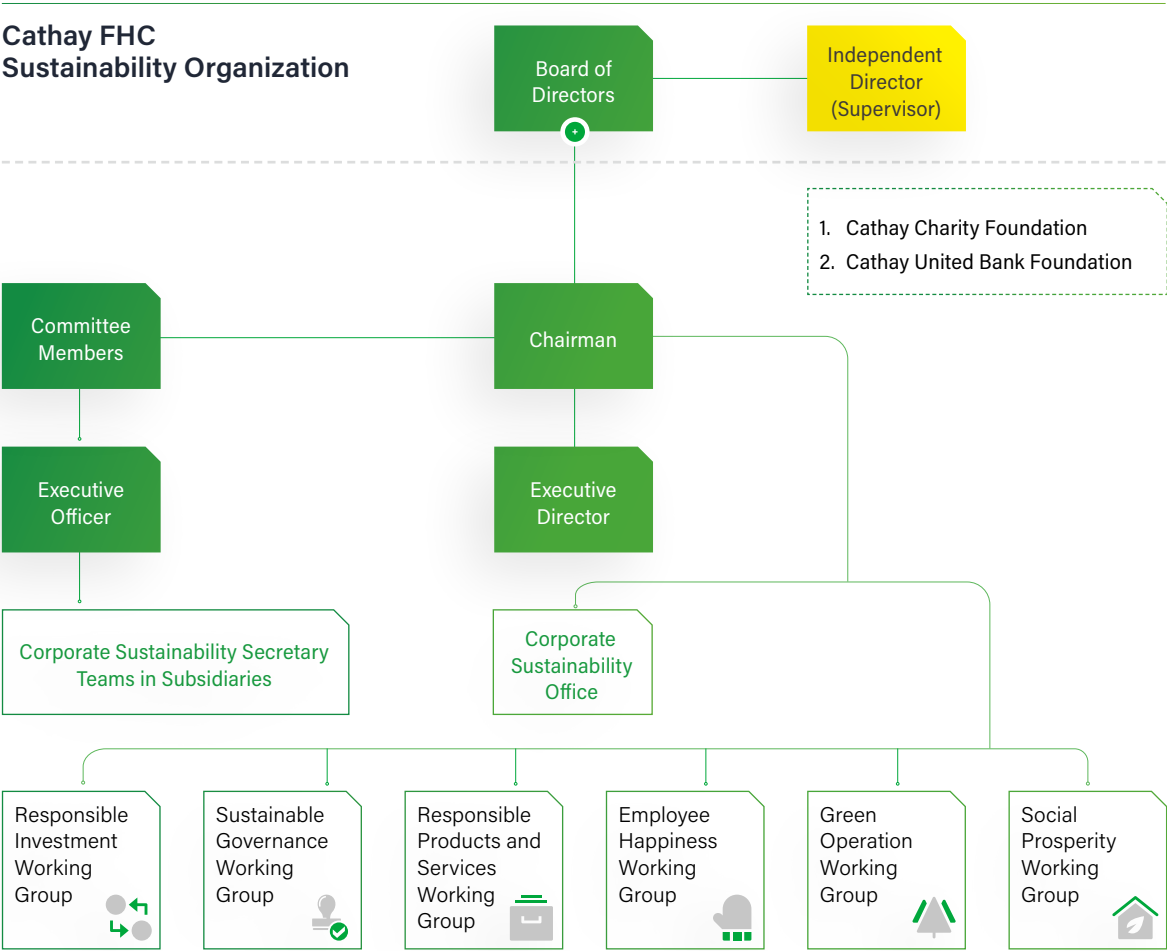 Cathay FHC
Sustainability Organization
Board of
Directors
Independent
Director
(Supervisor)
1. Cathay Charity Foundation
2. Cathay United Bank Foundation
Committee
Members
Chairman
Executive
Officer
Executive
Director
Corporate Sustainability Secretary
Teams in Subsidiaries
Corporate
Sustainability
Office
Responsible
Investment
Working
Group
Sustainable
Governance
Working
Group
Responsible
Products and
Services
Working
Group
Employee
Happiness
Working
Group
Green
Operation
Working
Group
Social
Prosperity
Working
Group